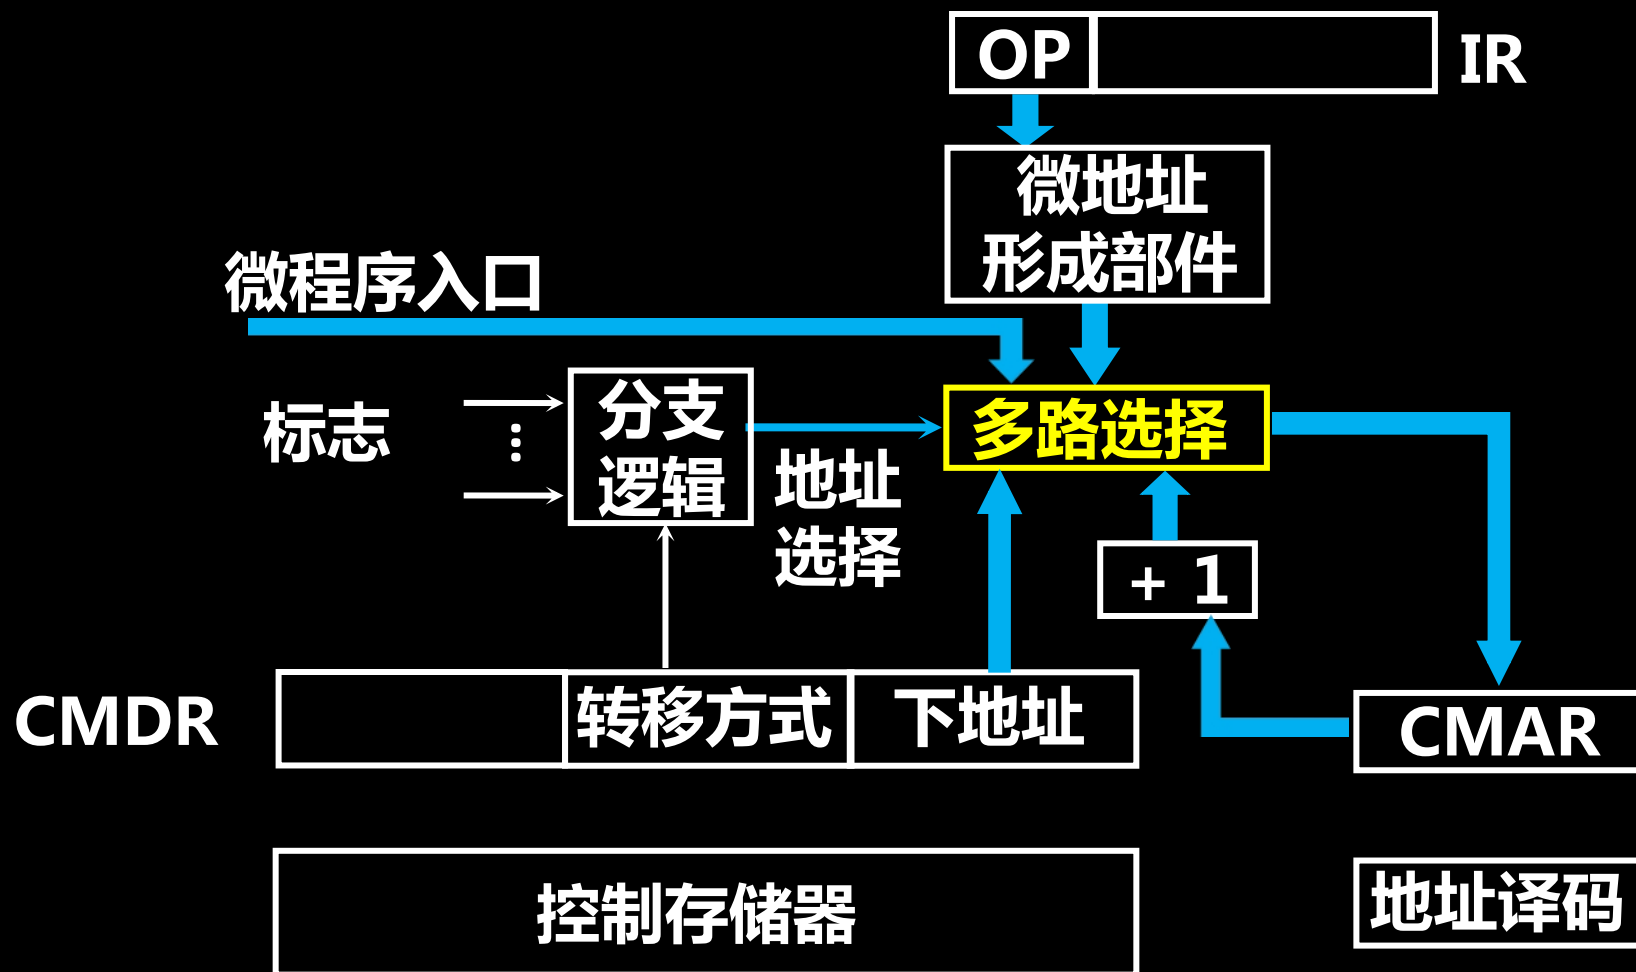 OP
IR
微地址
形成部件
微程序入口
标志
分支
逻辑
多路选择
地址
选择
+ 1
CMDR
转移方式
下地址
CMAR
控制存储器
地址译码